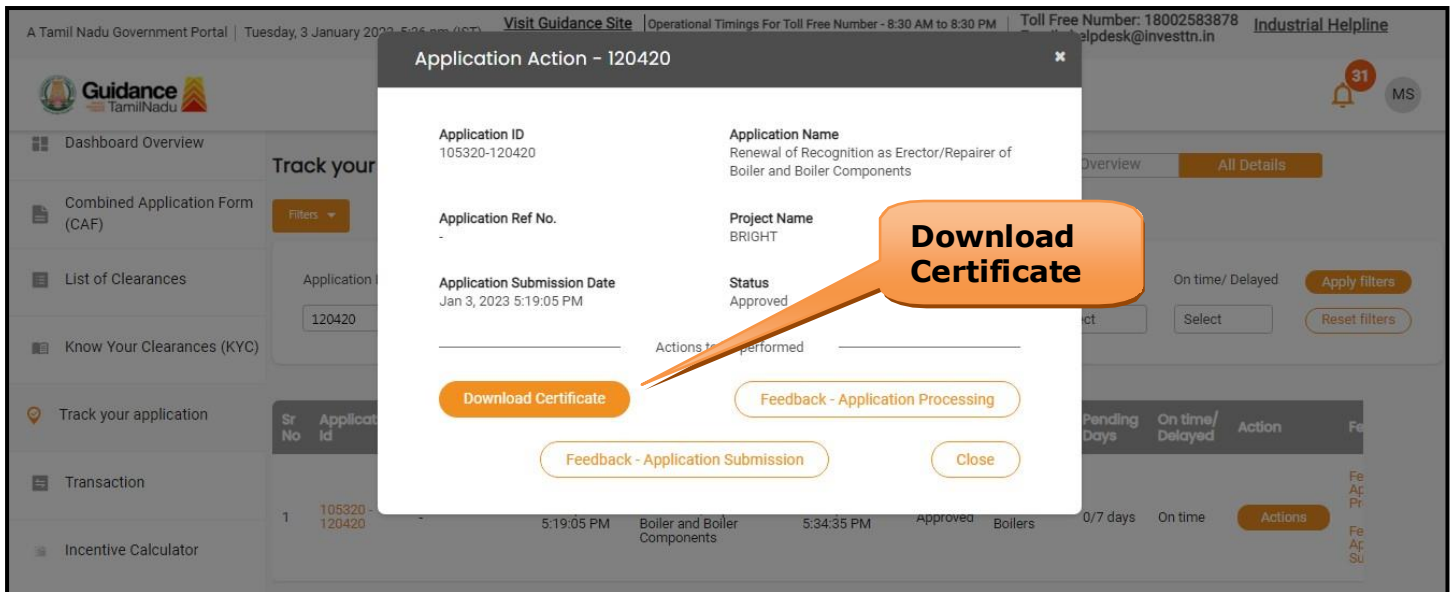 A Tamil Nadu Government Portal | Tuesday, 3 January 2023, 5:36 pm (IST)
Visit Guidance Site | Operational Timings For Toll Free Number - 8:30 AM to 8:30 PM | Toll Free Number: 18002583878
Industrial Helpline
helpdesk@investtn.in
Guidance
TamilNadu
31
MS
Dashboard Overview
Combined Application Form
(CAF)
List of Clearances
Know Your Clearances (KYC)
Track your application
Transaction
Incentive Calculator
Track your
Overview
All Details
Filters
Application
120420
On time/ Delayed
Select
Apply filters
Reset filters
Application Action - 120420
×
Application ID
105320-120420
Application Name
Renewal of Recognition as Erector/Repairer of
Boiler and Boiler Components
Application Ref No.
-
Project Name
BRIGHT
Application Submission Date
Jan 3, 2023 5:19:05 PM
Status
Approved
Actions to performed
Download Certificate
Feedback - Application Processing
Feedback - Application Submission
Close
Download
Certificate
Sr
No
Id
Pending
Days
On time/
Delayed
Action
1
105320 -
120420
-
5:19:05 PM
Boiler and Boiler
Components
5:34:35 PM
Approved
Boilers
0/7 days
On time
Actions